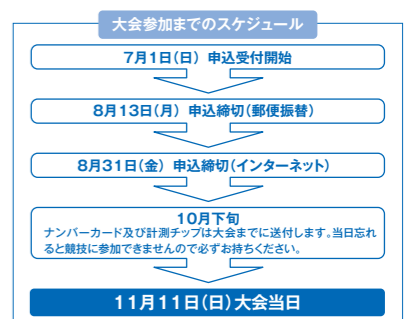 大会参加までのスケジュール
7月1日(日) 申込受付開始
8月13日(月) 申込締切(郵便振替)
8月31日(金) 申込締切(インターネット)
10月下旬
ナンバーカード及び計測チップは大会までに送付します。当日忘れ
ると競技に参加できませんので必ずお持ちください。
11月11日(日)大会当日